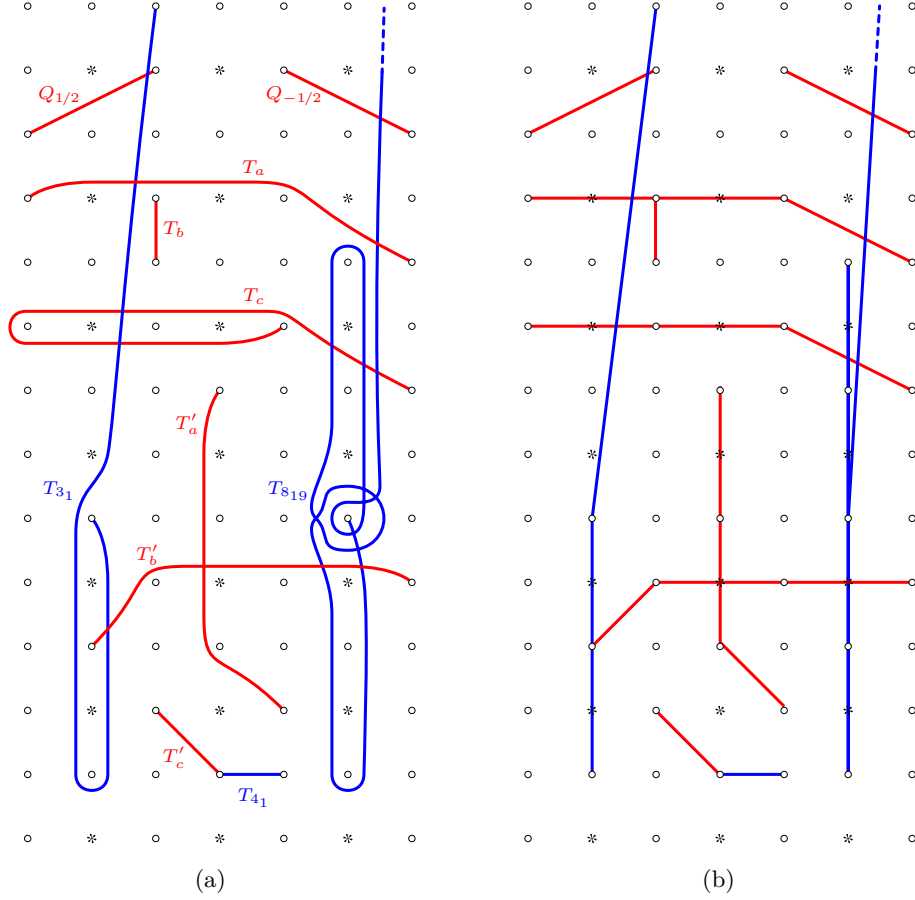 Q_{1/2}
Q_{-1/2}
T_a
T_b
T_c
T'_a
T_{3_1}
T_{8_{19}}
T'_b
T'_c
T_{4_1}
(a)
(b)